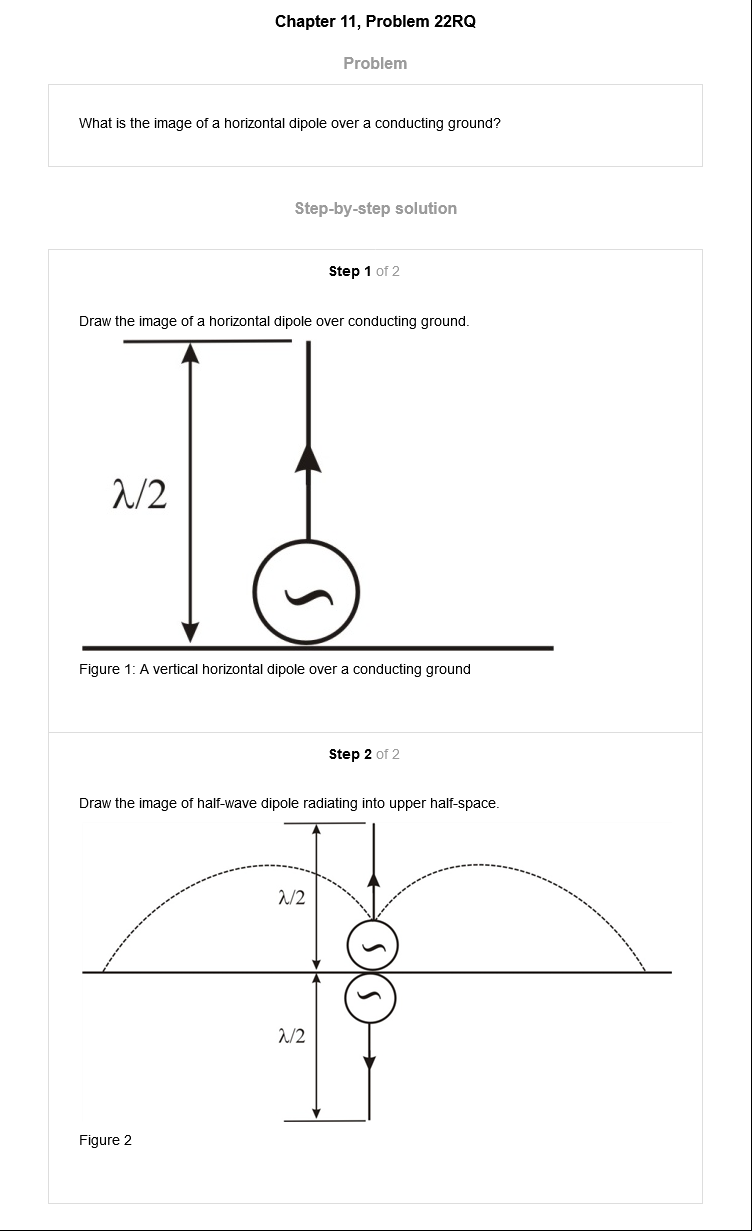 Chapter 11, Problem 22RQ
Problem
What is the image of a horizontal dipole over a conducting ground?
Step-by-step solution
Step 1 of 2
Draw the image of a horizontal dipole over conducting ground.
λ/2
Figure 1: A vertical horizontal dipole over a conducting ground
Step 2 of 2
Draw the image of half-wave dipole radiating into upper half-space.
λ/2
λ/2
Figure 2